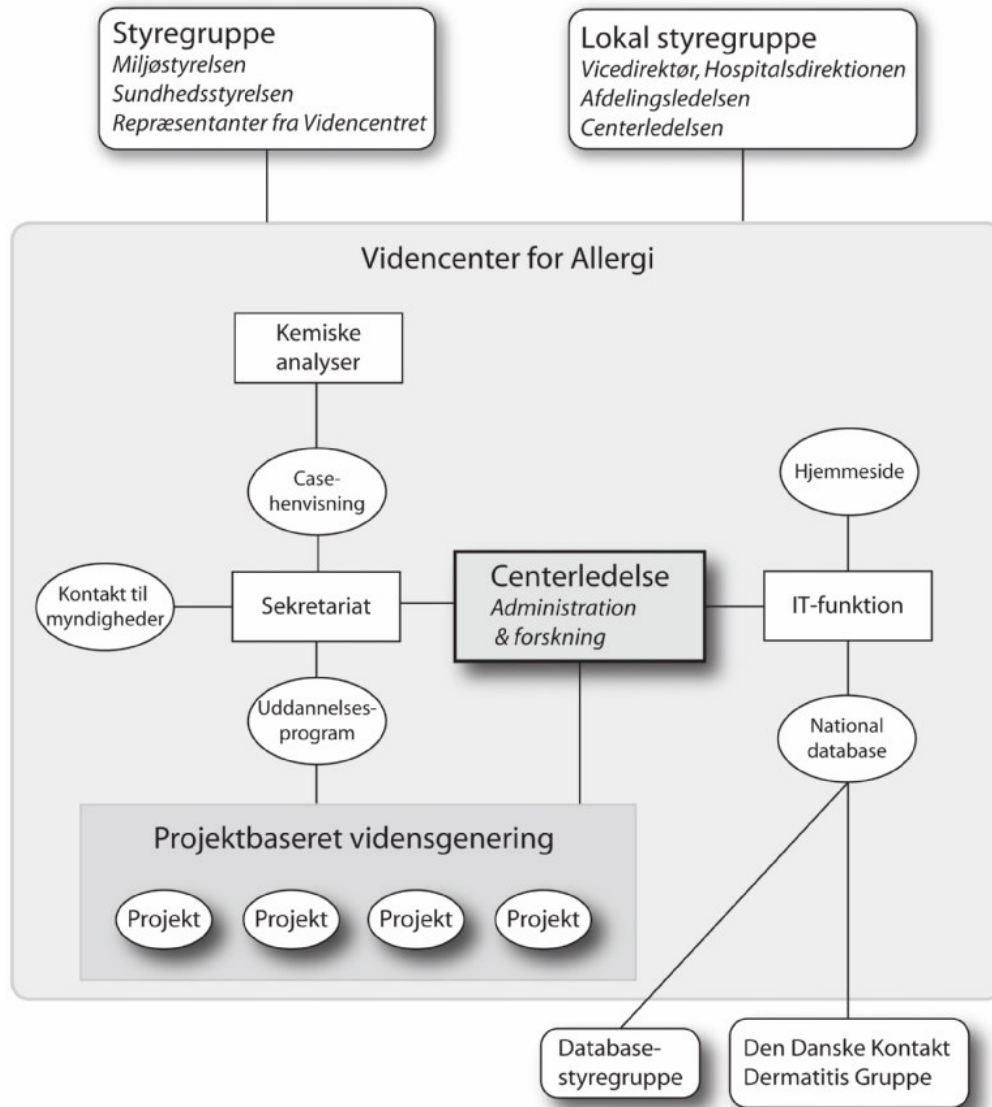 Styregruppe
Miljøstyrelsen
Sundhedsstyrelsen
Repræsentanter fra Videncentret
Lokal styregruppe
Vicedirektør, Hospitalsdirektionen
Afdelingsledelsen
Centerledelsen
Videncenter for Allergi
Kemiske
analyser
Case-
henvisning
Hjemmeside
Kontakt til
myndigheder
Sekretariat
Centerledelse
Administration
& forskning
IT-funktion
Uddannelses-
program
National
database
Projektbaseret vidensgenering
Projekt
Projekt
Projekt
Projekt
Database-
styregruppe
Den Danske Kontakt
Dermatitis Gruppe